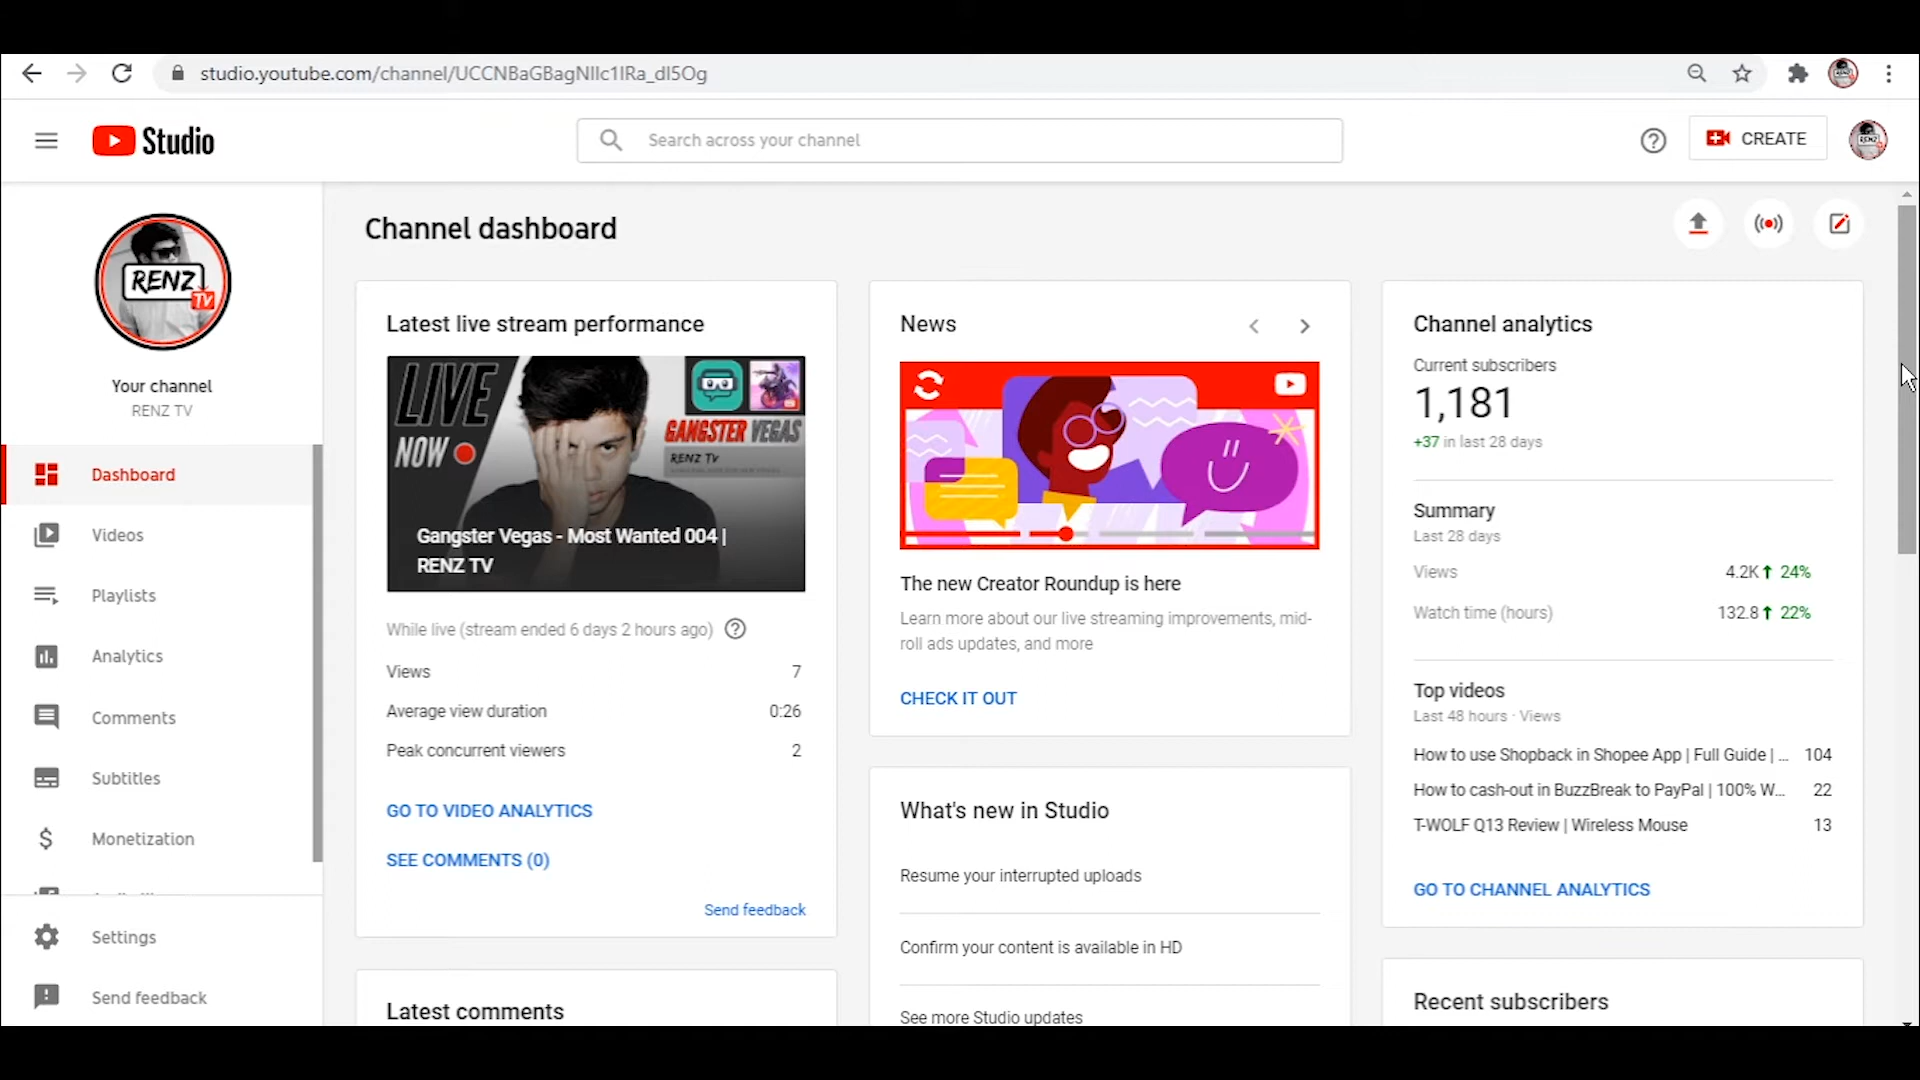 studio.youtube.com/channel/UCCNBaGBagNIIc1IRa_dI5Og
Studio
Search across your channel
CREATE
RENZ
TV
Your channel
RENZ TV
Dashboard
Videos
Playlists
Analytics
Comments
Subtitles
Monetization
Settings
Send feedback
Channel dashboard
Latest live stream performance
LIVE
NOW
GANGSTER VEGAS
RENZ TV
Gangster Vegas - Most Wanted 004 |
RENZ TV
While live (stream ended 6 days 2 hours ago)
Views 7
Average view duration 0:26
Peak concurrent viewers 2
GO TO VIDEO ANALYTICS
SEE COMMENTS (0)
Send feedback
Latest comments
News
The new Creator Roundup is here
Learn more about our live streaming improvements, mid-
roll ads updates, and more
CHECK IT OUT
What's new in Studio
Resume your interrupted uploads
Confirm your content is available in HD
See more Studio updates
Channel analytics
Current subscribers
1,181
+37 in last 28 days
Summary
Last 28 days
Views 4.2K 24%
Watch time (hours) 132.8 22%
Top videos
Last 48 hours · Views
How to use Shopback in Shopee App | Full Guide | ... 104
How to cash-out in BuzzBreak to PayPal | 100% W... 22
T-WOLF Q13 Review | Wireless Mouse 13
GO TO CHANNEL ANALYTICS
Recent subscribers